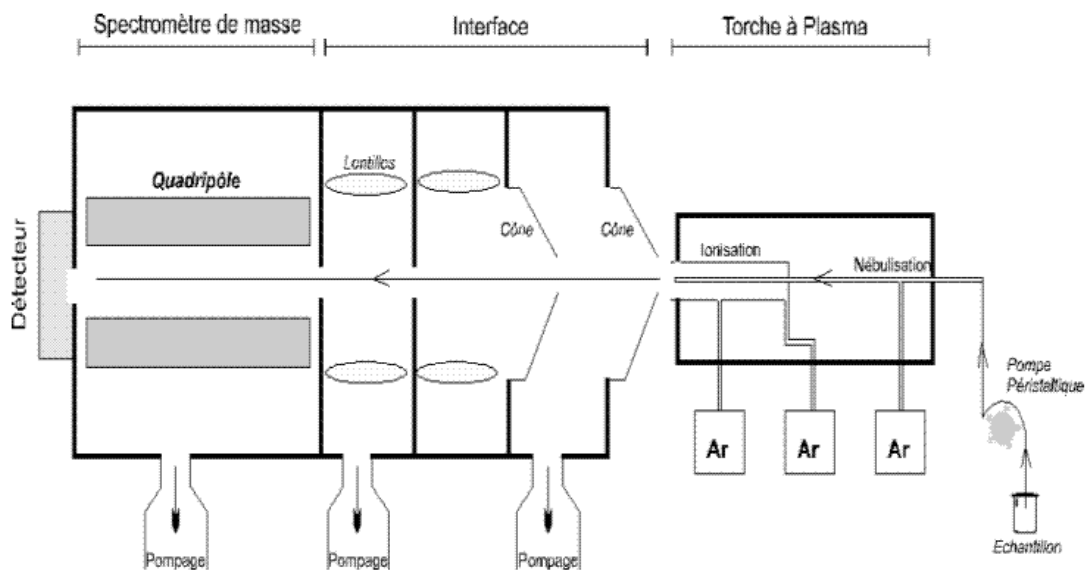 Spectromètre de masse
Interface
Torche à Plasma
Lentilles
Quadripôle
Cône
Cône
Ionisation
Nébulisation
Détecteur
Pompe
Péristaltique
Ar
Ar
Ar
Pompage
Pompage
Pompage
Echantillon